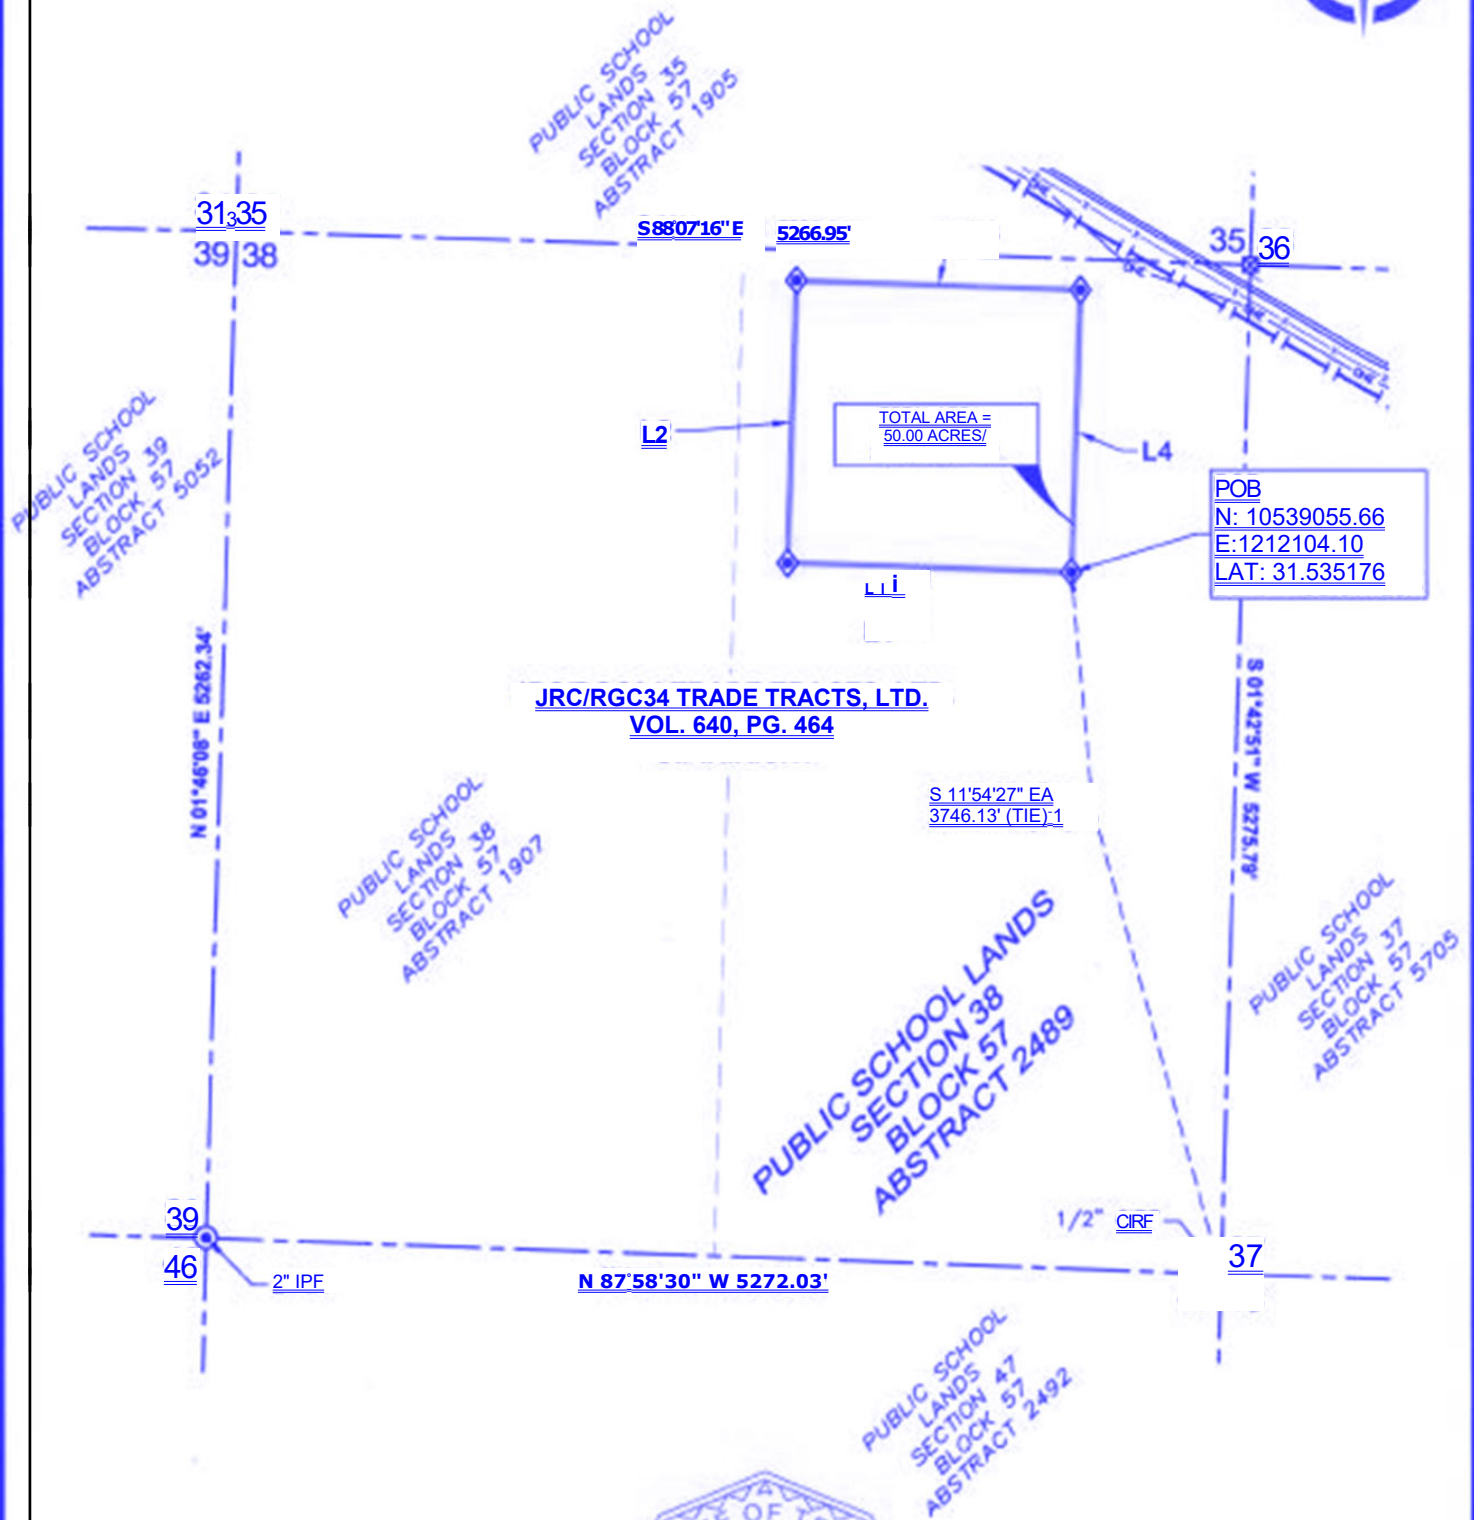 PUBLIC SCHOOL
LANDS
SECTION 35
BLOCK 57
ABSTRACT 1905
31 3 35
39 38
S88°07'16" E 5266.95'
35 36
PUBLIC SCHOOL
LANDS
SECTION 39
BLOCK 57
ABSTRACT 5052
L2
TOTAL AREA =
50.00 ACRES/
L4
POB
N: 10539055.66
E:1212104.10
LAT: 31.535176
N 01°46'08" E 5262.34'
S 01°42'51" W 5275.79'
JRC/RGC34 TRADE TRACTS, LTD.
VOL. 640, PG. 464
S 11'54'27" EA
3746.13' (TIE)-1
PUBLIC SCHOOL
LANDS
SECTION 38
BLOCK 57
ABSTRACT 1907
PUBLIC SCHOOL LANDS
SECTION 38
BLOCK 57
ABSTRACT 2489
PUBLIC SCHOOL
LANDS
SECTION 37
BLOCK 57
ABSTRACT 5705
39
46
2" IPF
N 87°58'30" W 5272.03'
1/2" CIRF
37
PUBLIC SCHOOL
LANDS
SECTION 47
BLOCK 57
ABSTRACT 2492
OF